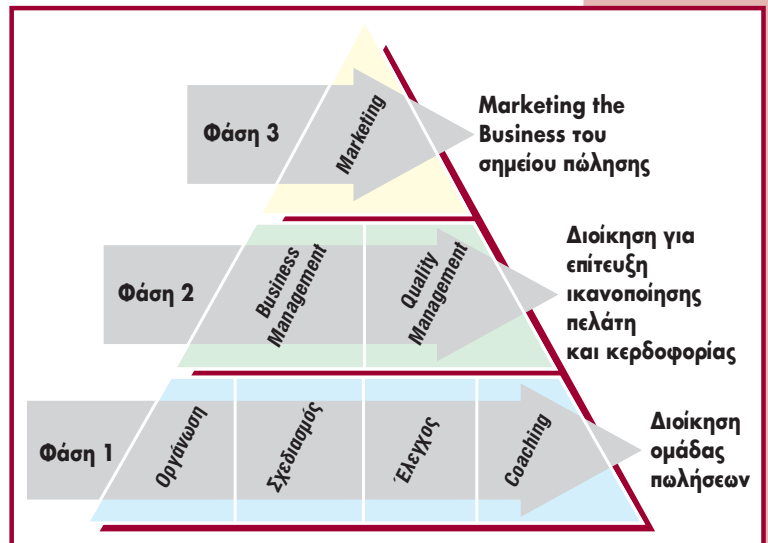 Φάση 3
Marketing
Marketing the
Business του
σημείου πώλησης
Φάση 2
Business
Management
Quality
Management
Διοίκηση για
επίτευξη
ικανοποίησης
πελάτη
και κερδοφορίας
Φάση 1
Οργάνωση
Σχεδιασμός
Έλεγχος
Coaching
Διοίκηση
ομάδας
πωλήσεων